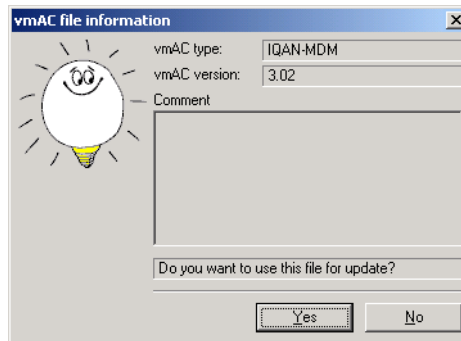 vmAC file information
vmAC type: IQAN-MDM
vmAC version: 3.02
Comment
Do you want to use this file for update?
Yes No